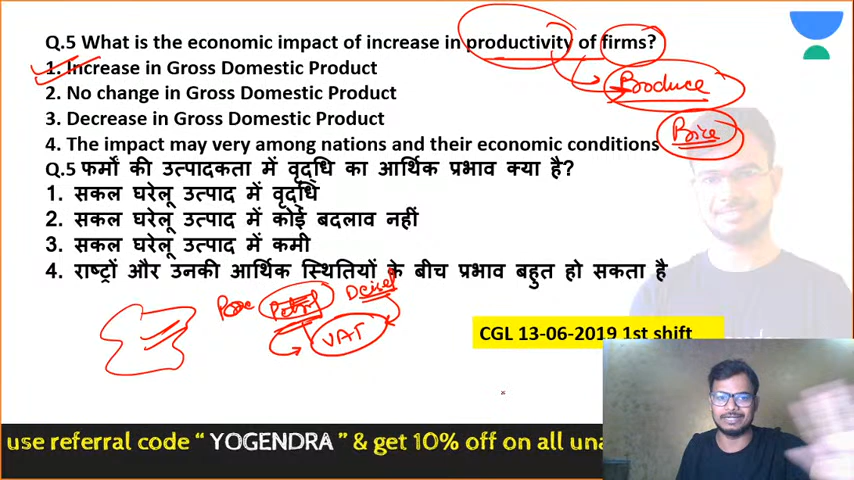 Q.5 What is the economic impact of increase in productivity of firms?
1. Increase in Gross Domestic Product
Produce
2. No change in Gross Domestic Product
3. Decrease in Gross Domestic Product
4. The impact may very among nations and their economic conditions
Price
Q.5 फर्मों की उत्पादकता में वृद्धि का आर्थिक प्रभाव क्या है?
1. सकल घरेलू उत्पाद में वृद्धि
2. सकल घरेलू उत्पाद में कोई बदलाव नहीं
3. सकल घरेलू उत्पाद में कमी
4. राष्ट्रों और उनकी आर्थिक स्थितियों के बीच प्रभाव बहुत हो सकता है
Petrol Deisel
VAT
CGL 13-06-2019 1st shift
use referral code " YOGENDRA " & get 10% off on all una